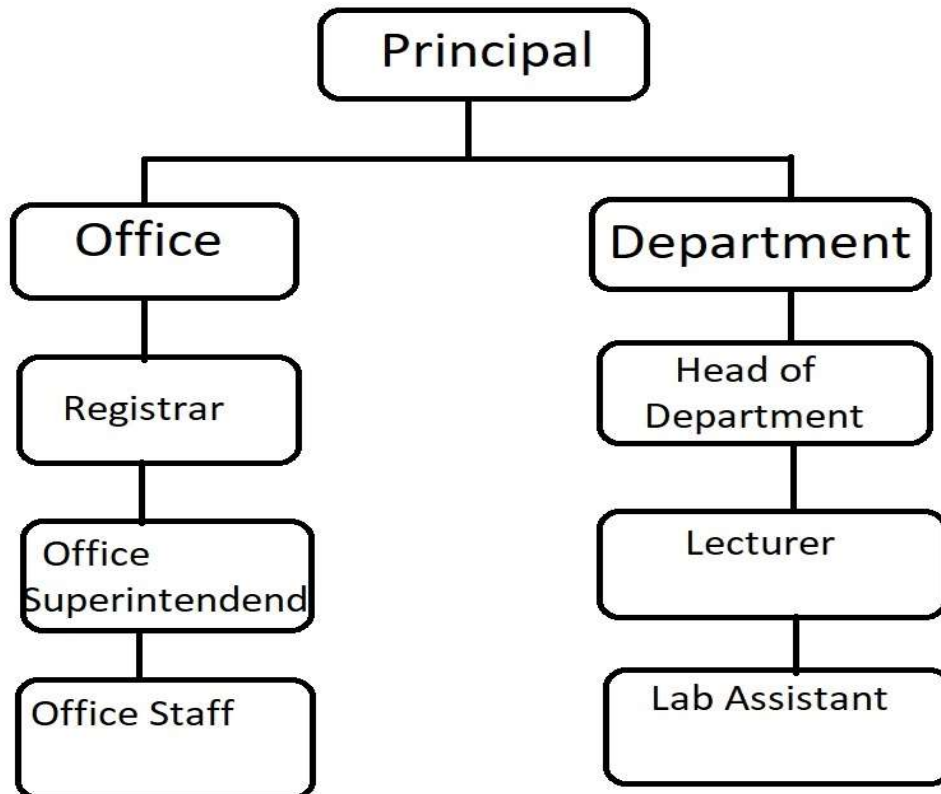 Principal
Office
Department
Registrar
Head of
Department
Office
Superintendend
Lecturer
Office Staff
Lab Assistant